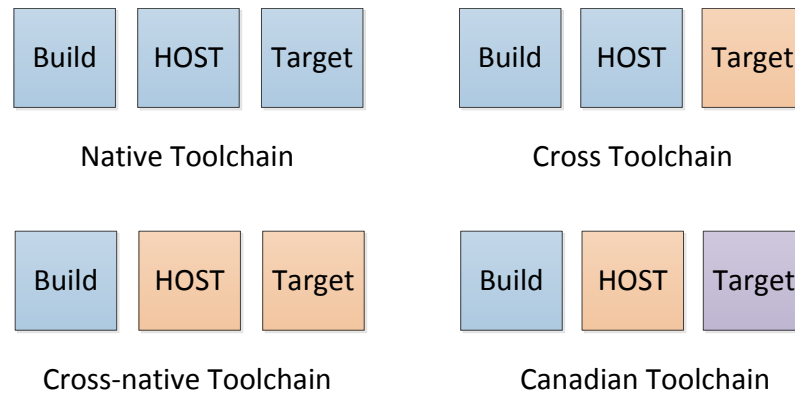 Build HOST Target
Native Toolchain
Build HOST Target
Cross Toolchain
Build HOST Target
Cross-native Toolchain
Build HOST Target
Canadian Toolchain